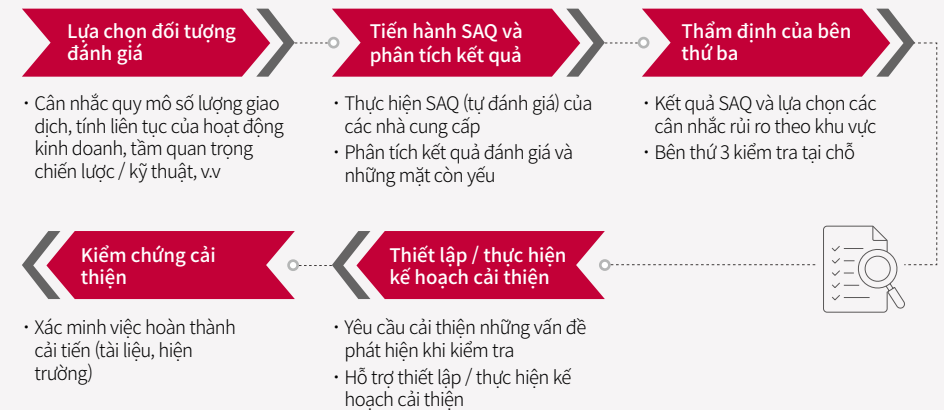 Lựa chọn đối tượng
đánh giá
· Cân nhắc quy mô số lượng giao
dịch, tính liên tục của hoạt động
kinh doanh, tầm quan trọng
chiến lược / kỹ thuật, v.v
Tiến hành SAQ và
phân tích kết quả
· Thực hiện SAQ (tự đánh giá) của
các nhà cung cấp
· Phân tích kết quả đánh giá và
những mặt còn yếu
Thẩm định của bên
thứ ba
· Kết quả SAQ và lựa chọn các
cân nhắc rủi ro theo khu vực
· Bên thứ 3 kiểm tra tại chỗ
Thiết lập / thực hiện
kế hoạch cải thiện
· Yêu cầu cải thiện những vấn đề
phát hiện khi kiểm tra
· Hỗ trợ thiết lập / thực hiện kế
hoạch cải thiện
Kiểm chứng cải
thiện
· Xác minh việc hoàn thành
cải tiến (tài liệu, hiện
trường)